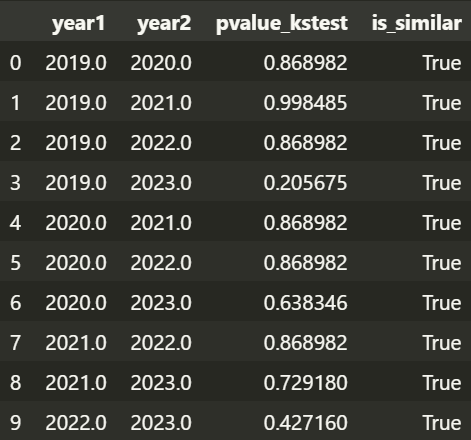 year1 year2 pvalue_kstest is_similar
0 2019.0 2020.0 0.868982 True
1 2019.0 2021.0 0.998485 True
2 2019.0 2022.0 0.868982 True
3 2019.0 2023.0 0.205675 True
4 2020.0 2021.0 0.868982 True
5 2020.0 2022.0 0.868982 True
6 2020.0 2023.0 0.638346 True
7 2021.0 2022.0 0.868982 True
8 2021.0 2023.0 0.729180 True
9 2022.0 2023.0 0.427160 True